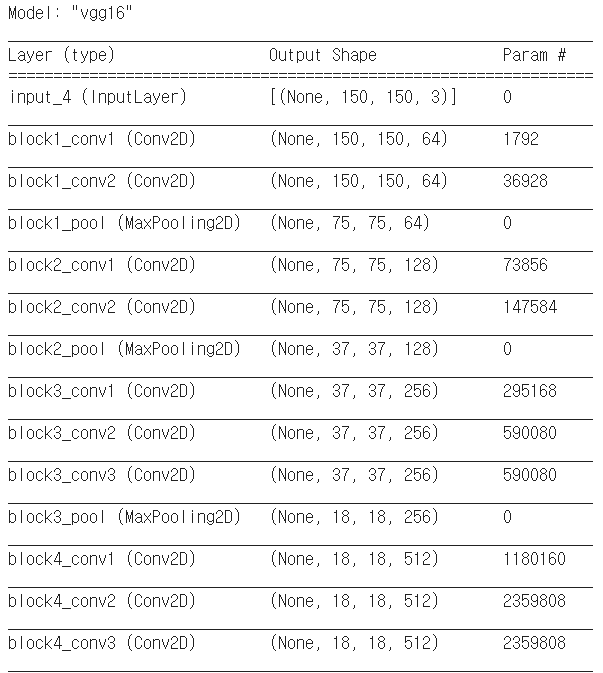 Model: "vgg16"
Layer (type) Output Shape Param #
=================================================================
input_4 (InputLayer) [(None, 150, 150, 3)] 0
block1_conv1 (Conv2D) (None, 150, 150, 64) 1792
block1_conv2 (Conv2D) (None, 150, 150, 64) 36928
block1_pool (MaxPooling2D) (None, 75, 75, 64) 0
block2_conv1 (Conv2D) (None, 75, 75, 128) 73856
block2_conv2 (Conv2D) (None, 75, 75, 128) 147584
block2_pool (MaxPooling2D) (None, 37, 37, 128) 0
block3_conv1 (Conv2D) (None, 37, 37, 256) 295168
block3_conv2 (Conv2D) (None, 37, 37, 256) 590080
block3_conv3 (Conv2D) (None, 37, 37, 256) 590080
block3_pool (MaxPooling2D) (None, 18, 18, 256) 0
block4_conv1 (Conv2D) (None, 18, 18, 512) 1180160
block4_conv2 (Conv2D) (None, 18, 18, 512) 2359808
block4_conv3 (Conv2D) (None, 18, 18, 512) 2359808